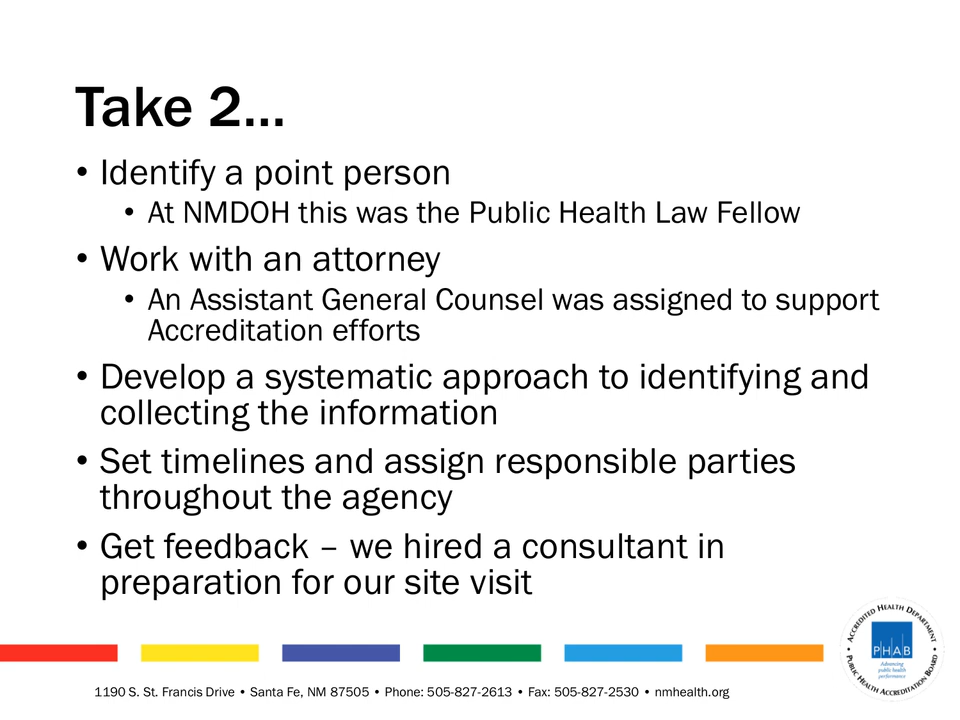 Take 2...
• Identify a point person
• At NMDOH this was the Public Health Law Fellow
• Work with an attorney
• An Assistant General Counsel was assigned to support
Accreditation efforts
• Develop a systematic approach to identifying and
collecting the information
• Set timelines and assign responsible parties
throughout the agency
• Get feedback – we hired a consultant in
preparation for our site visit
• ACCREDITED HEALTH DEPARTMENT •
PUBLIC HEALTH ACCREDITATION BOARD
PHAB
Advancing
public health
performance
1190 S. St. Francis Drive • Santa Fe, NM 87505 • Phone: 505-827-2613 • Fax: 505-827-2530 • nmhealth.org